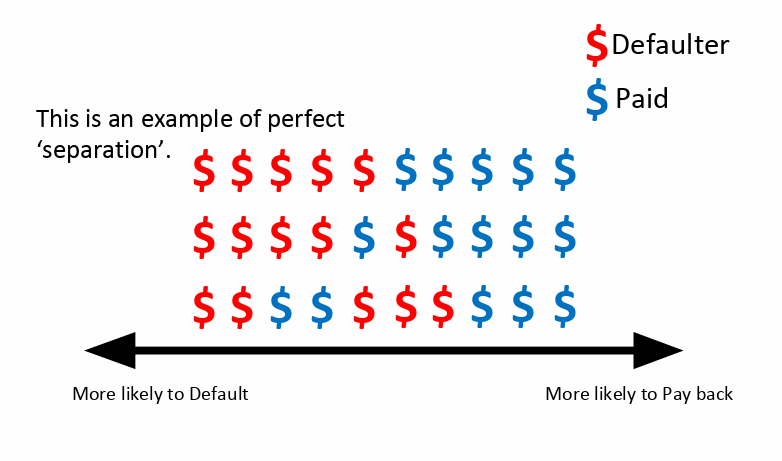 $ Defaulter
$ Paid
This is an example of perfect
‘separation’.
$ $ $ $ $ $ $ $ $ $
$ $ $ $ $ $ $ $ $ $
$ $ $ $ $ $ $ $ $ $
More likely to Default
More likely to Pay back